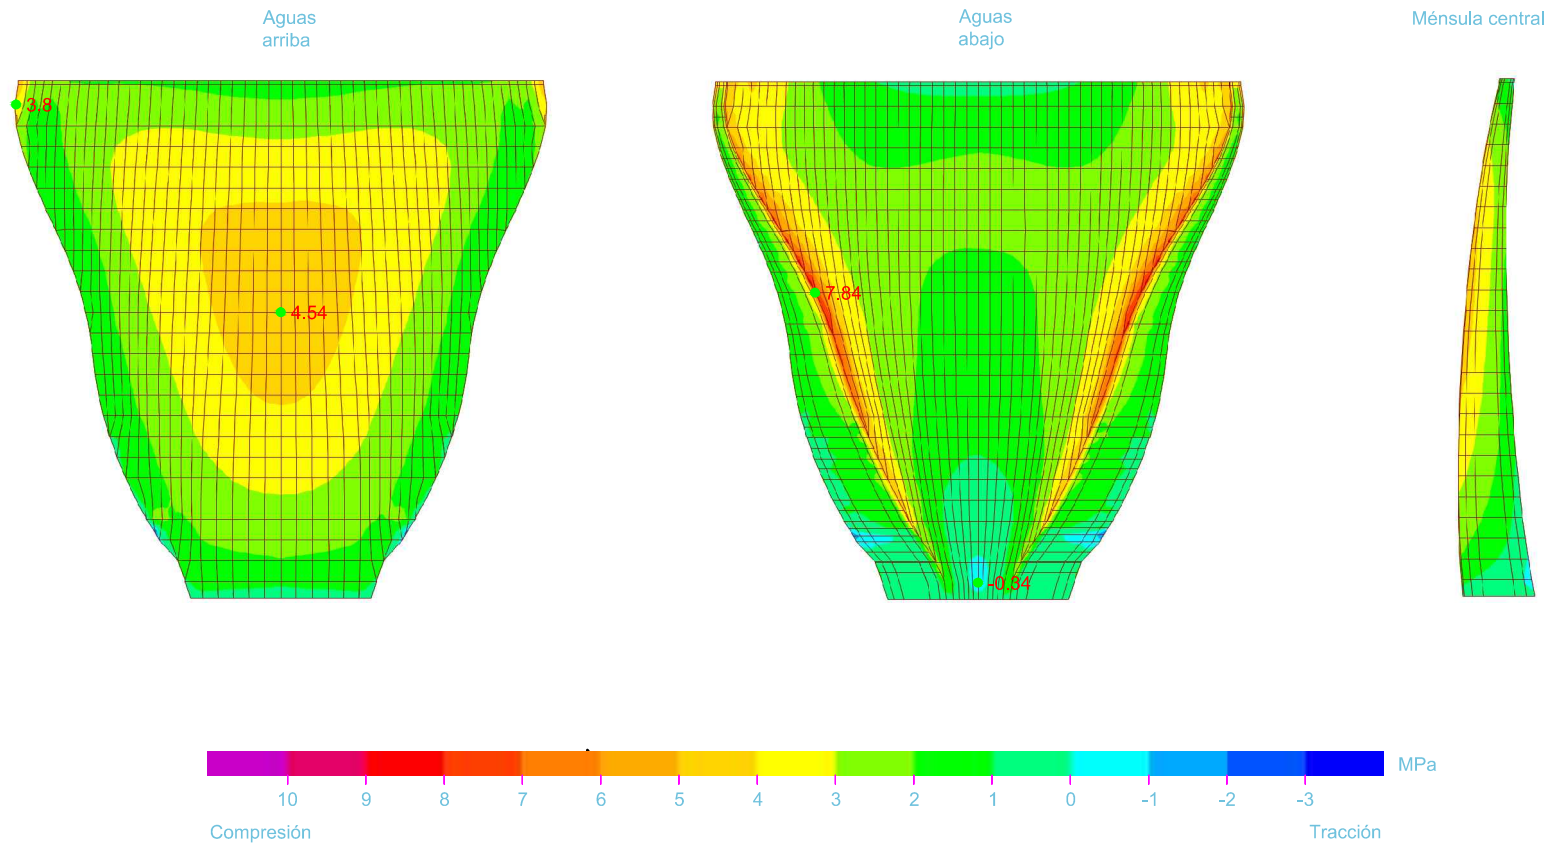 Aguas
arriba
Aguas
abajo
Ménsula central
3.8
4.54
7.84
-0.34
MPa
10 9 8 7 6 5 4 3 2 1 0 -1 -2 -3
Compresión Tracción